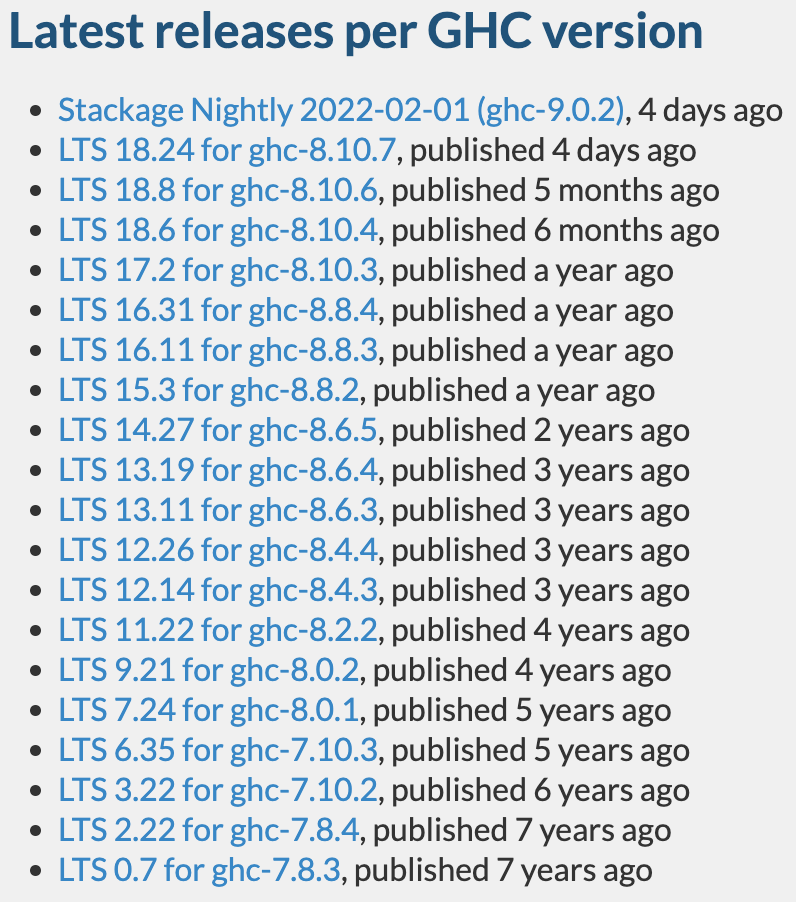 Latest releases per GHC version
• Stackage Nightly 2022-02-01 (ghc-9.0.2), 4 days ago
• LTS 18.24 for ghc-8.10.7, published 4 days ago
• LTS 18.8 for ghc-8.10.6, published 5 months ago
• LTS 18.6 for ghc-8.10.4, published 6 months ago
• LTS 17.2 for ghc-8.10.3, published a year ago
• LTS 16.31 for ghc-8.8.4, published a year ago
• LTS 16.11 for ghc-8.8.3, published a year ago
• LTS 15.3 for ghc-8.8.2, published a year ago
• LTS 14.27 for ghc-8.6.5, published 2 years ago
• LTS 13.19 for ghc-8.6.4, published 3 years ago
• LTS 13.11 for ghc-8.6.3, published 3 years ago
• LTS 12.26 for ghc-8.4.4, published 3 years ago
• LTS 12.14 for ghc-8.4.3, published 3 years ago
• LTS 11.22 for ghc-8.2.2, published 4 years ago
• LTS 9.21 for ghc-8.0.2, published 4 years ago
• LTS 7.24 for ghc-8.0.1, published 5 years ago
• LTS 6.35 for ghc-7.10.3, published 5 years ago
• LTS 3.22 for ghc-7.10.2, published 6 years ago
• LTS 2.22 for ghc-7.8.4, published 7 years ago
• LTS 0.7 for ghc-7.8.3, published 7 years ago